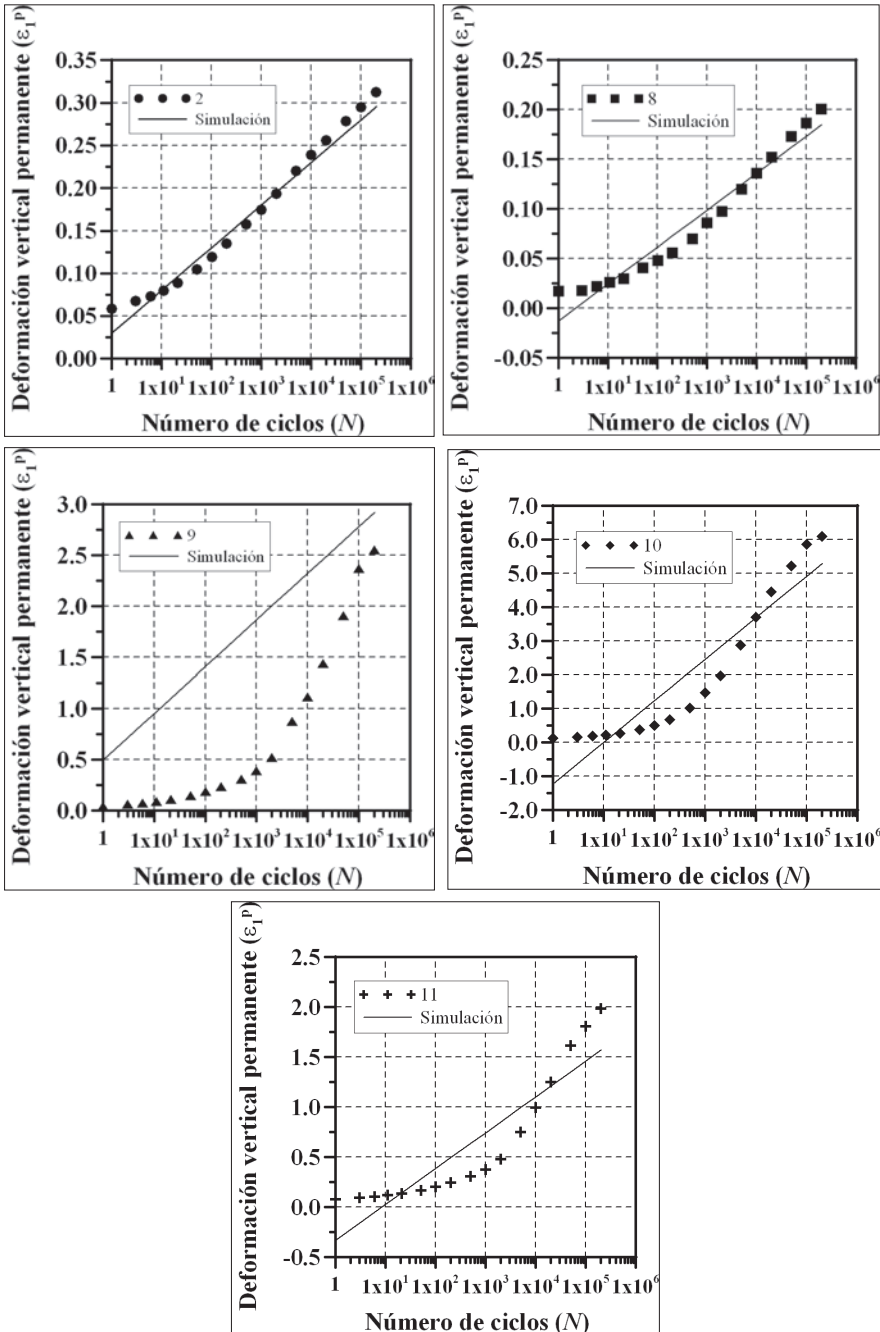 Deformación vertical permanente (ε₁ᵖ)
0.35
0.30
0.25
0.20
0.15
0.10
0.05
0.00
2
Simulación
1 1x10¹ 1x10² 1x10³ 1x10⁴ 1x10⁵ 1x10⁶
Número de ciclos (N)
Deformación vertical permanente (ε₁ᵖ)
0.25
0.20
0.15
0.10
0.05
0.00
-0.05
8
Simulación
1 1x10¹ 1x10² 1x10³ 1x10⁴ 1x10⁵ 1x10⁶
Número de ciclos (N)
Deformación vertical permanente (ε₁ᵖ)
3.0
2.5
2.0
1.5
1.0
0.5
0.0
9
Simulación
1 1x10¹ 1x10² 1x10³ 1x10⁴ 1x10⁵ 1x10⁶
Número de ciclos (N)
Deformación vertical permanente (ε₁ᵖ)
7.0
6.0
5.0
4.0
3.0
2.0
1.0
0.0
-1.0
-2.0
10
Simulación
1 1x10¹ 1x10² 1x10³ 1x10⁴ 1x10⁵ 1x10⁶
Número de ciclos (N)
Deformación vertical permanente (ε₁ᵖ)
2.5
2.0
1.5
1.0
0.5
0.0
-0.5
11
Simulación
1 1x10¹ 1x10² 1x10³ 1x10⁴ 1x10⁵ 1x10⁶
Número de ciclos (N)